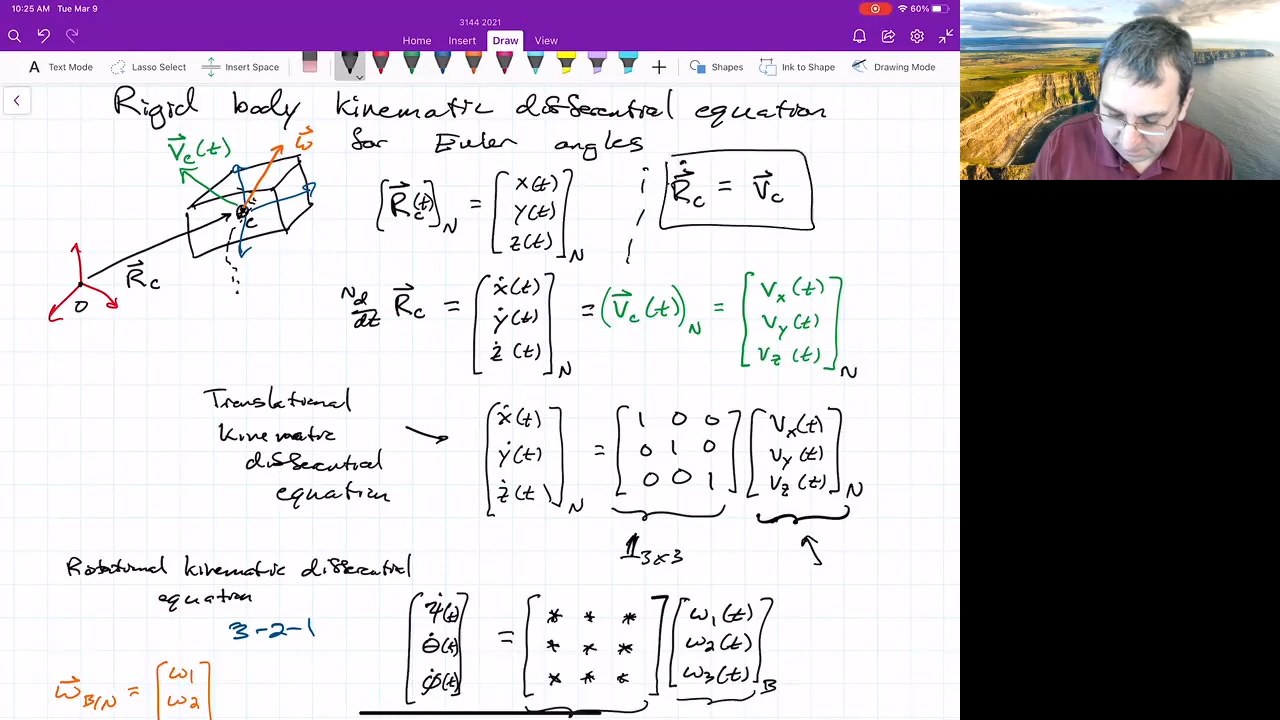 10:25 AM Tue Mar 9
60%
3144 2021
Home Insert Draw View
Text Mode Lasso Select Insert Space Shapes Ink to Shape Drawing Mode
Rigid body kinematic differential equation
for Euler angles
V⃗c(t) ω⃗
[R⃗c(t)]N = [x(t) y(t) z(t)]N
Ṙ⃗c = V⃗c
c
R⃗c
O
Nd/dt R⃗c = [ẋ(t) ẏ(t) ż(t)]N = (V⃗c(t))N = [Vx(t) Vy(t) Vz(t)]N
Translational
kinematic
differential
equation
[ẋ(t) ẏ(t) ż(t)]N = [1 0 0 0 1 0 0 0 1] [Vx(t) Vy(t) Vz(t)]N
1 3×3
Rotational kinematic differential
equation
3-2-1
[ψ̇(t) θ̇(t) φ̇(t)] = [* * * * * * * * *] [ω1(t) ω2(t) ω3(t)]B
ω⃗B/N = [ω1 ω2